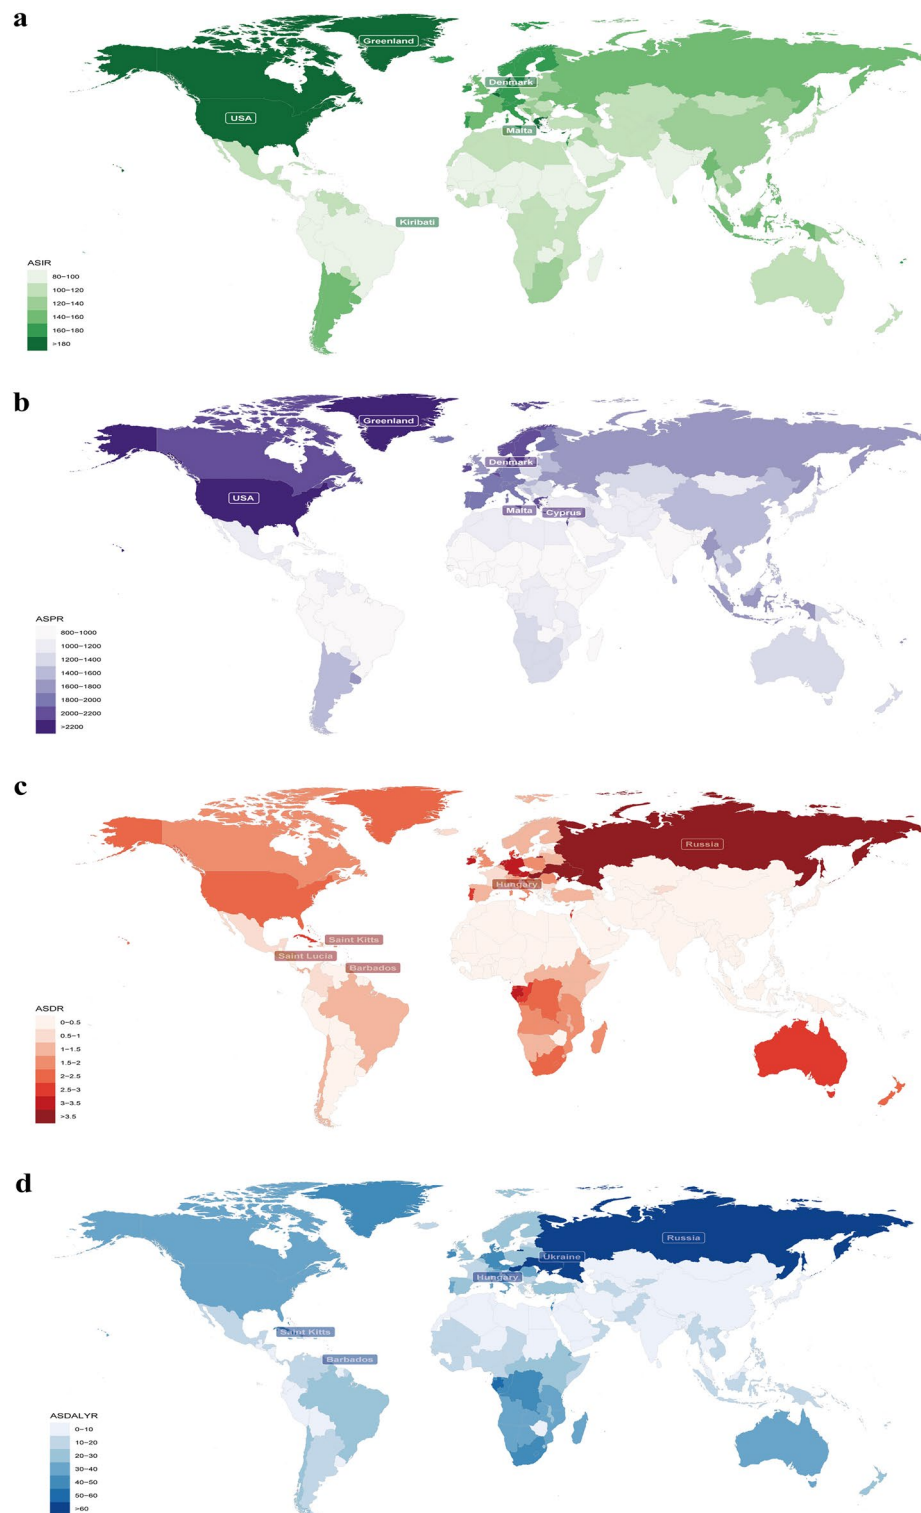 a
Greenland
Denmark
USA
Malta
Kiribati
ASIR
80−100
100−120
120−140
140−160
160−180
>180
b
Greenland
Denmark
USA
Malta
Cyprus
ASPR
800−1000
1000−1200
1200−1400
1400−1600
1600−1800
1800−2000
2000−2200
>2200
c
Russia
Hungary
Saint Kitts
Saint Lucia
Barbados
ASDR
0−0.5
0.5−1
1−1.5
1.5−2
2−2.5
2.5−3
3−3.5
>3.5
d
Russia
Ukraine
Hungary
Saint Kitts
Barbados
ASDALYR
0−10
10−20
20−30
30−40
40−50
50−60
>60